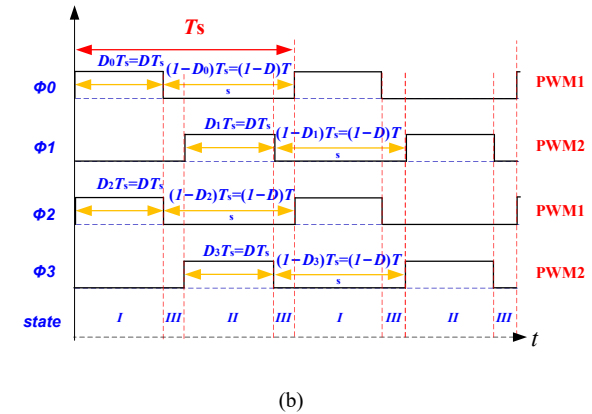 Ts
D₀Tₛ=DTₛ (1−D₀)Tₛ=(1−D)T
s
Φ0 PWM1
D₁Tₛ=DTₛ (1−D₁)Tₛ=(1−D)T
s
Φ1 PWM2
D₂Tₛ=DTₛ (1−D₂)Tₛ=(1−D)T
s
Φ2 PWM1
D₃Tₛ=DTₛ (1−D₃)Tₛ=(1−D)T
s
Φ3 PWM2
state I III II III I III II III
t
(b)